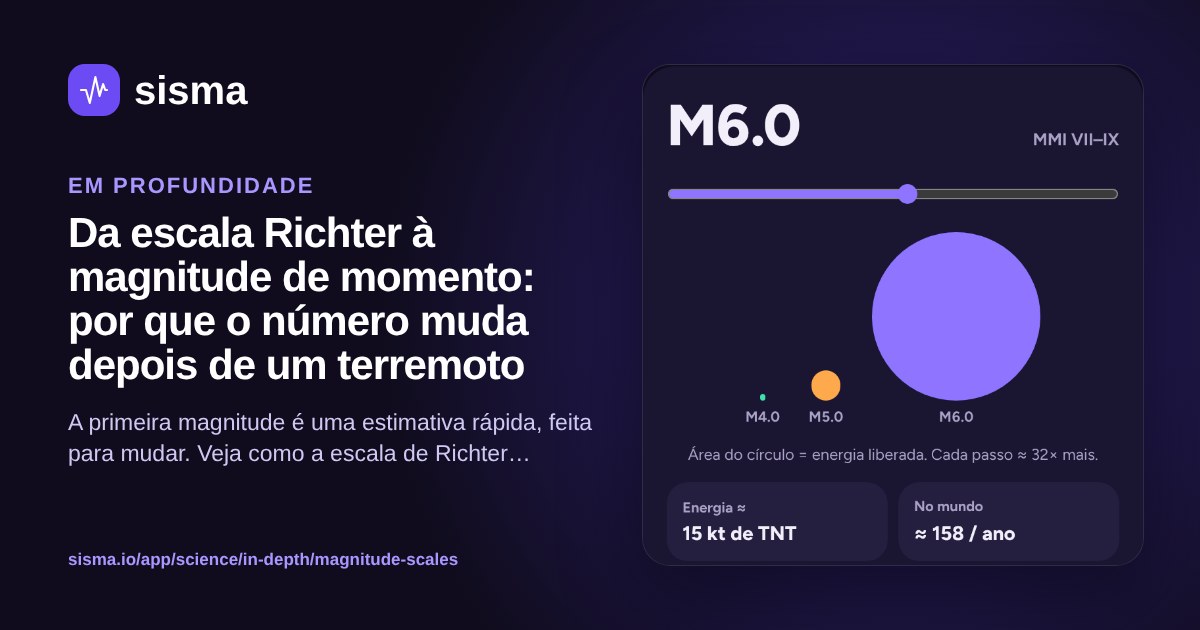 sisma
EM PROFUNDIDADE
Da escala Richter à
magnitude de momento:
por que o número muda
depois de um terremoto
A primeira magnitude é uma estimativa rápida, feita
para mudar. Veja como a escala de Richter…
sisma.io/app/science/in-depth/magnitude-scales
M6.0
MMI VII–IX
M4.0
M5.0
M6.0
Área do círculo = energia liberada. Cada passo ≈ 32× mais.
Energia ≈
15 kt de TNT
No mundo
≈ 158 / ano